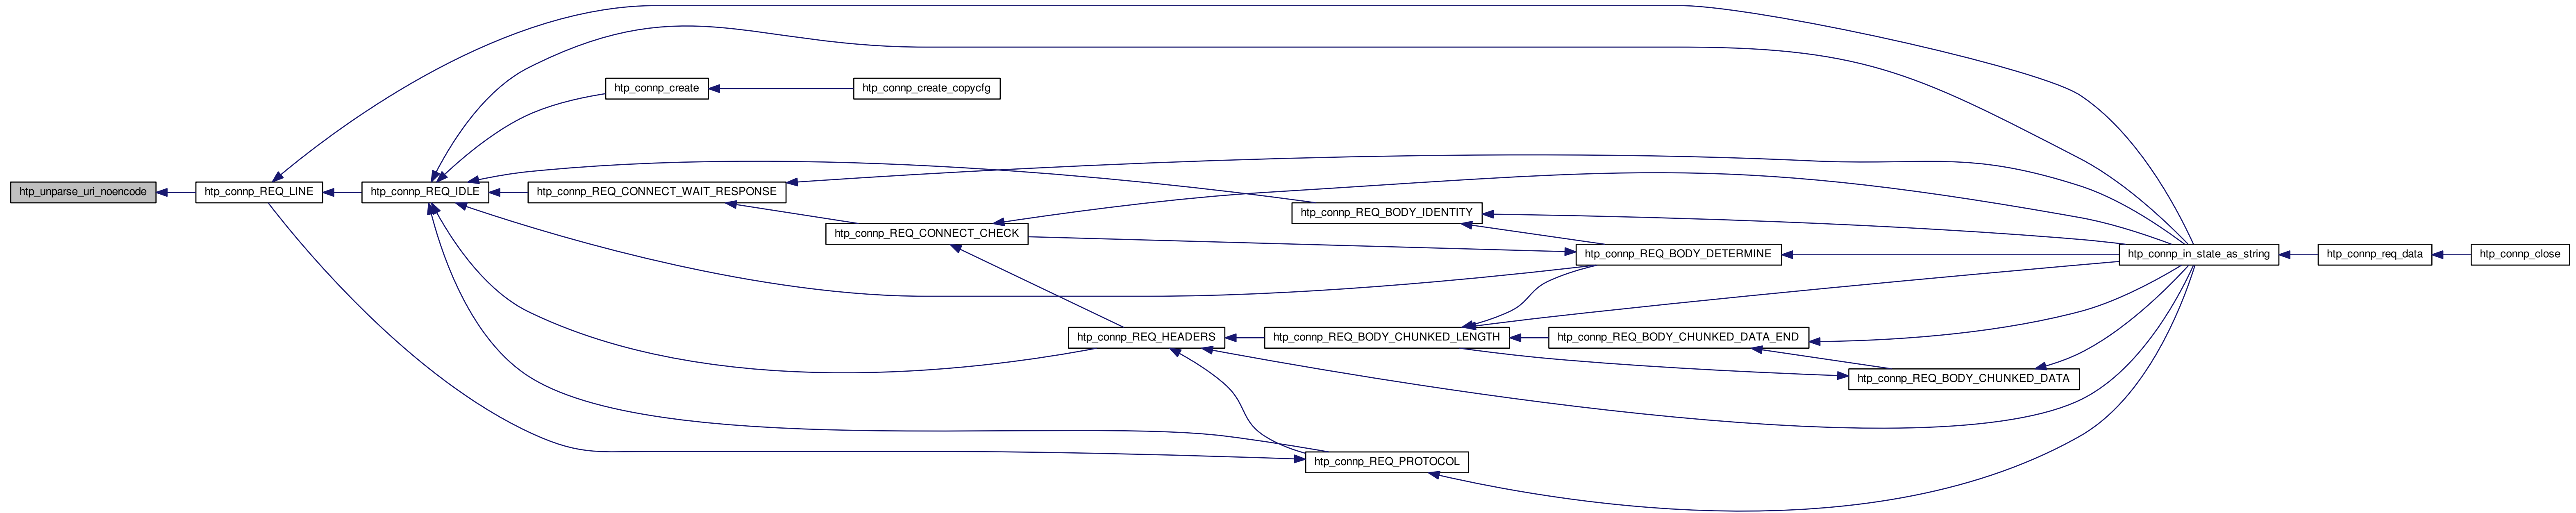 htp_unparse_uri_noencode
htp_connp_REQ_LINE
htp_connp_REQ_IDLE
htp_connp_create
htp_connp_create_copycfg
htp_connp_REQ_CONNECT_WAIT_RESPONSE
htp_connp_REQ_CONNECT_CHECK
htp_connp_REQ_HEADERS
htp_connp_REQ_BODY_IDENTITY
htp_connp_REQ_BODY_DETERMINE
htp_connp_REQ_BODY_CHUNKED_LENGTH
htp_connp_REQ_BODY_CHUNKED_DATA_END
htp_connp_REQ_BODY_CHUNKED_DATA
htp_connp_REQ_PROTOCOL
htp_connp_in_state_as_string
htp_connp_req_data
htp_connp_close